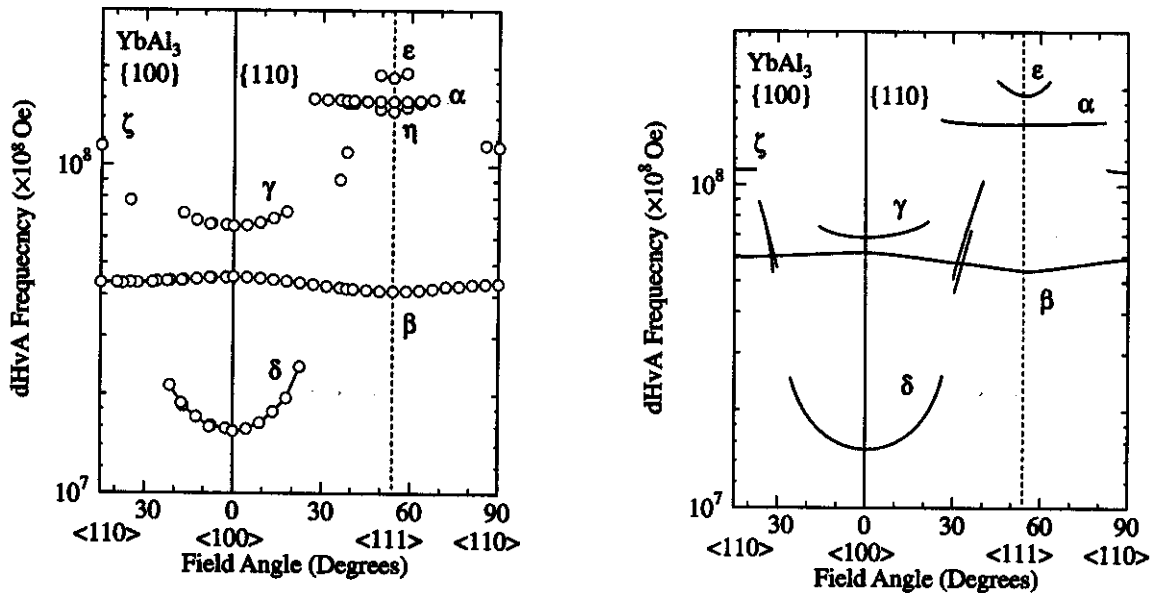 YbAl3
{100}
{110}
ε
α
η
ζ
γ
β
δ
10^8
10^7
dHvA Frequecny (×10^8 Oe)
30
0
30
60
90
<110>
<100>
<111>
<110>
Field Angle (Degrees)
YbAl3
{100}
{110}
ε
α
ζ
γ
β
δ
10^8
10^7
dHvA Frequency (×10^8 Oe)
30
0
30
60
90
<110>
<100>
<111>
<110>
Field Angle (Degrees)